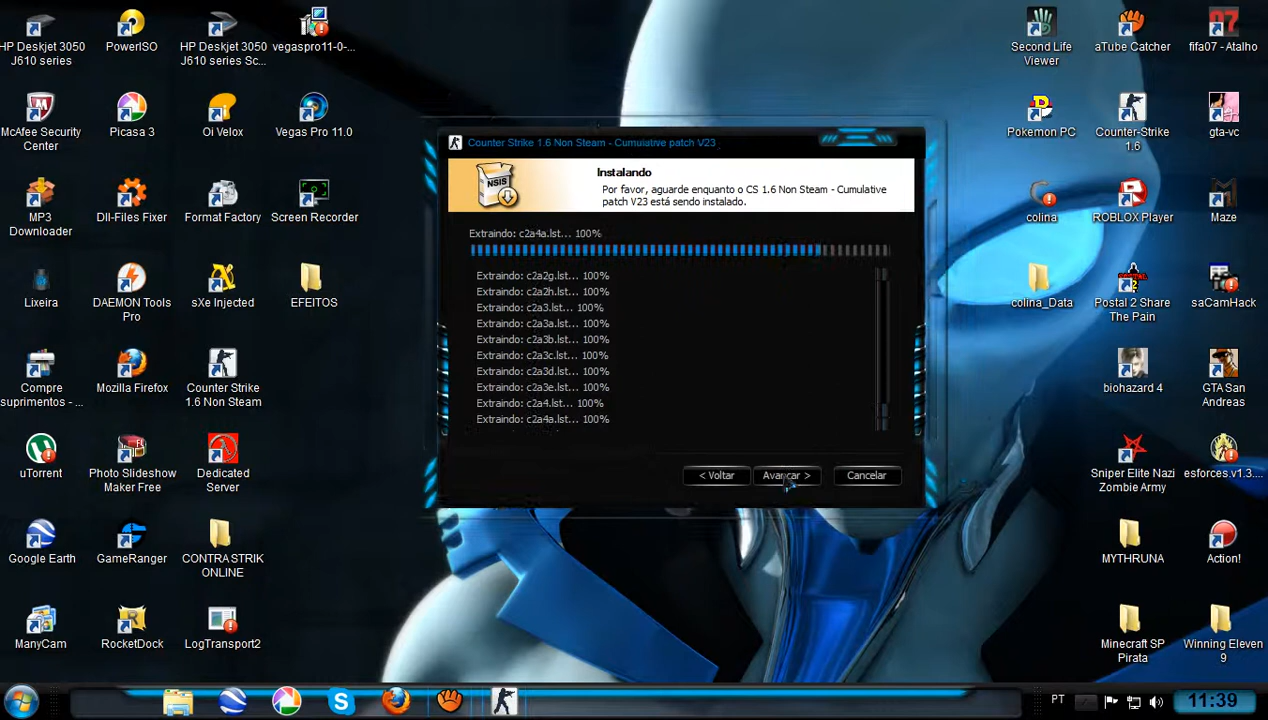 HP Deskjet 3050
J610 series
PowerISO
HP Deskjet 3050
J610 series Sc...
vegaspro11-0-...
Second Life
Viewer
aTube Catcher
07
fifa07 - Atalho
McAfee Security
Center
Picasa 3
Oi Velox
Vegas Pro 11.0
Pokemon PC
Counter-Strike
1.6
gta-vc
MP3
Downloader
Dll-Files Fixer
Format Factory
Screen Recorder
colina
ROBLOX Player
Maze
Lixeira
DAEMON Tools
Pro
sXe Injected
EFEITOS
colina_Data
Postal 2 Share
The Pain
saCamHack
Compre
suprimentos - ...
Mozilla Firefox
Counter Strike
1.6 Non Steam
biohazard 4
GTA San
Andreas
uTorrent
Photo Slideshow
Maker Free
Dedicated
Server
Sniper Elite Nazi
Zombie Army
esforces.v1.3....
Google Earth
GameRanger
CONTRA STRIK
ONLINE
MYTHRUNA
Action!
ManyCam
RocketDock
LogTransport2
Minecraft SP
Pirata
Winning Eleven
9
Counter Strike 1.6 Non Steam - Cumulative patch V23
NSIS
Instalando
Por favor, aguarde enquanto o CS 1.6 Non Steam - Cumulative
patch V23 está sendo instalado.
Extraindo: c2a4a.lst... 100%
Extraindo: c2a2g.lst... 100%
Extraindo: c2a2h.lst... 100%
Extraindo: c2a3.lst... 100%
Extraindo: c2a3a.lst... 100%
Extraindo: c2a3b.lst... 100%
Extraindo: c2a3c.lst... 100%
Extraindo: c2a3d.lst... 100%
Extraindo: c2a3e.lst... 100%
Extraindo: c2a4.lst... 100%
Extraindo: c2a4a.lst... 100%
< Voltar
Avançar >
Cancelar
PT
11:39